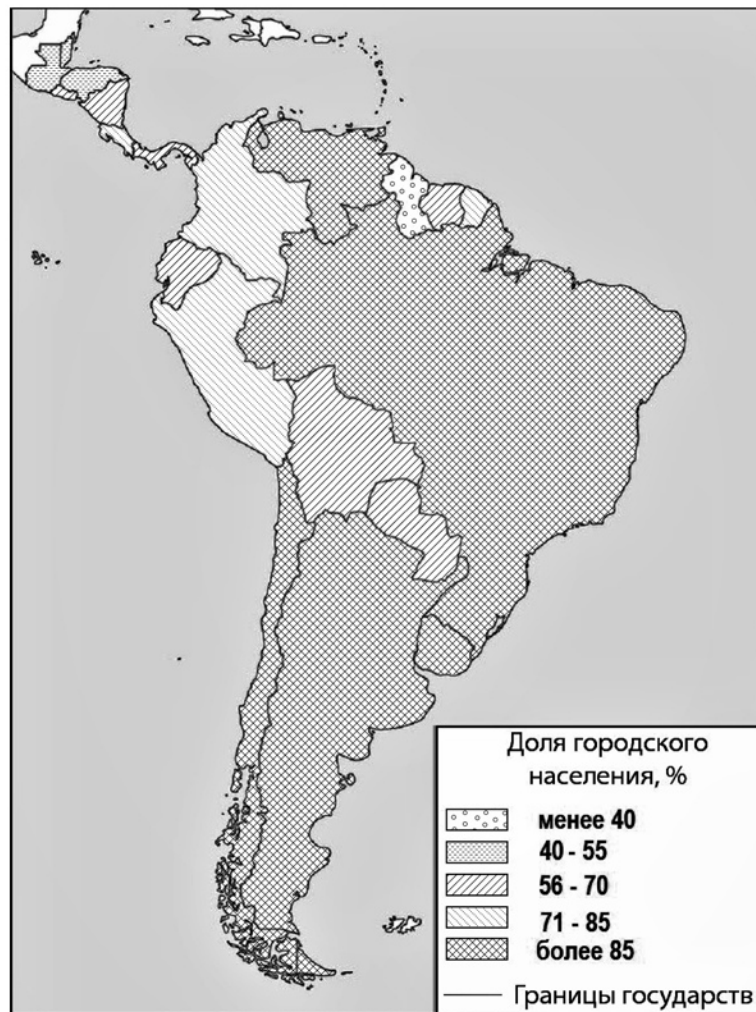 Доля городского
населения, %
менее 40
40 - 55
56 - 70
71 - 85
более 85
Границы государств